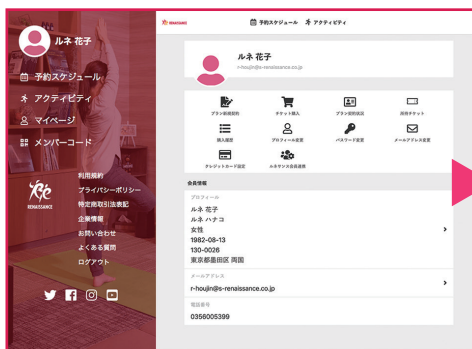 ルネ 花子
予約スケジュール
アクティビティ
マイページ
メンバーコード
RENAISSANCE
利用規約
プライバシーポリシー
特定商取引法表記
企業情報
お問い合わせ
よくある質問
ログアウト
RENAISSANCE
予約スケジュール アクティビティ
ルネ 花子
r-houjin@s-renaissance.co.jp
プラン新規契約 チケット購入 プラン契約状況 所持チケット
購入履歴 プロフィール変更 パスワード変更 メールアドレス変更
クレジットカード設定 ルネサンス会員連携
会員情報
プロフィール
ルネ 花子
ルネ ハナコ
女性
1982-08-13
130-0026
東京都墨田区 両国
メールアドレス
r-houjin@s-renaissance.co.jp
電話番号
0356005399